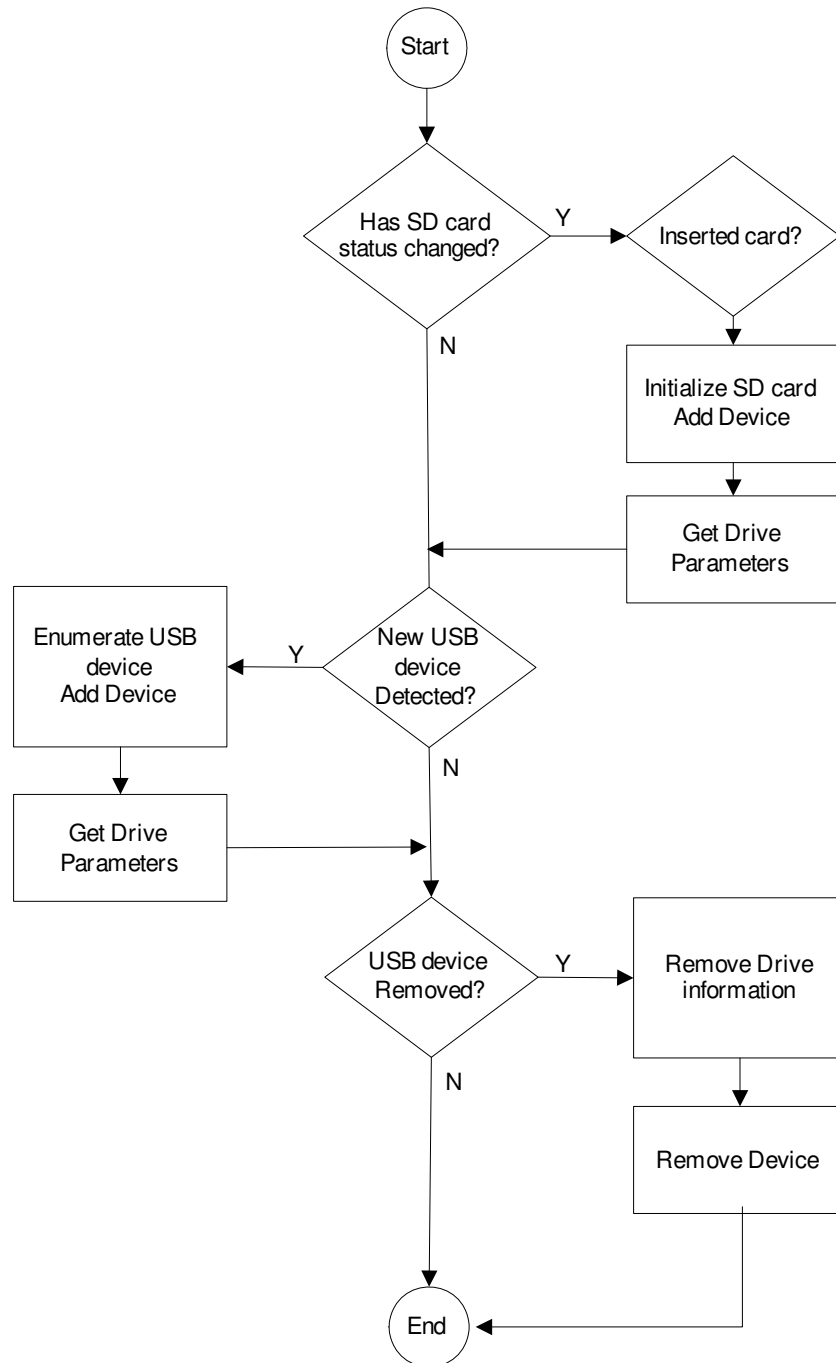 Start
Has SD card
status changed?
Y
Inserted card?
N
Initialize SD card
Add Device
Get Drive
Parameters
Enumerate USB
device
Add Device
Y
New USB
device
Detected?
N
Get Drive
Parameters
USB device
Removed?
Y
Remove Drive
information
N
Remove Device
End